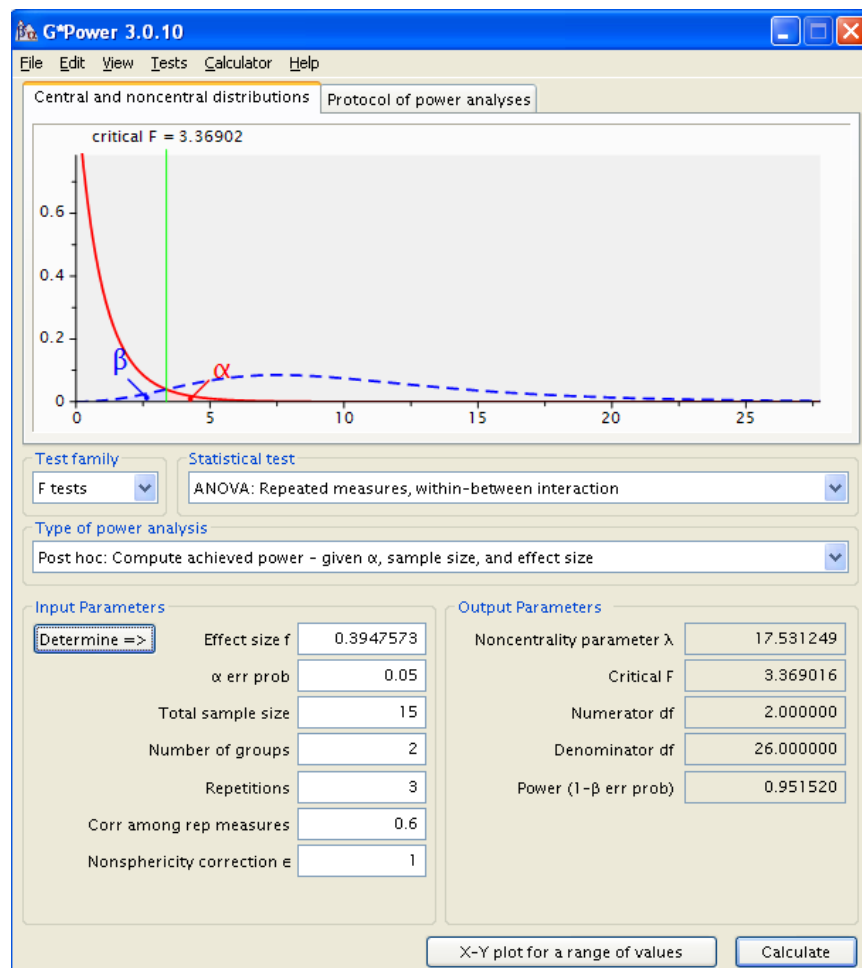 G*Power 3.0.10
File Edit View Tests Calculator Help
Central and noncentral distributions Protocol of power analyses
critical F = 3.36902
0.6
0.4
0.2
β α
0
0 5 10 15 20 25
Test family Statistical test
F tests ANOVA: Repeated measures, within-between interaction
Type of power analysis
Post hoc: Compute achieved power - given α, sample size, and effect size
Input Parameters Output Parameters
Determine => Effect size f 0.3947573 Noncentrality parameter λ 17.531249
α err prob 0.05 Critical F 3.369016
Total sample size 15 Numerator df 2.000000
Number of groups 2 Denominator df 26.000000
Repetitions 3 Power (1-β err prob) 0.951520
Corr among rep measures 0.6
Nonsphericity correction ϵ 1
X-Y plot for a range of values Calculate